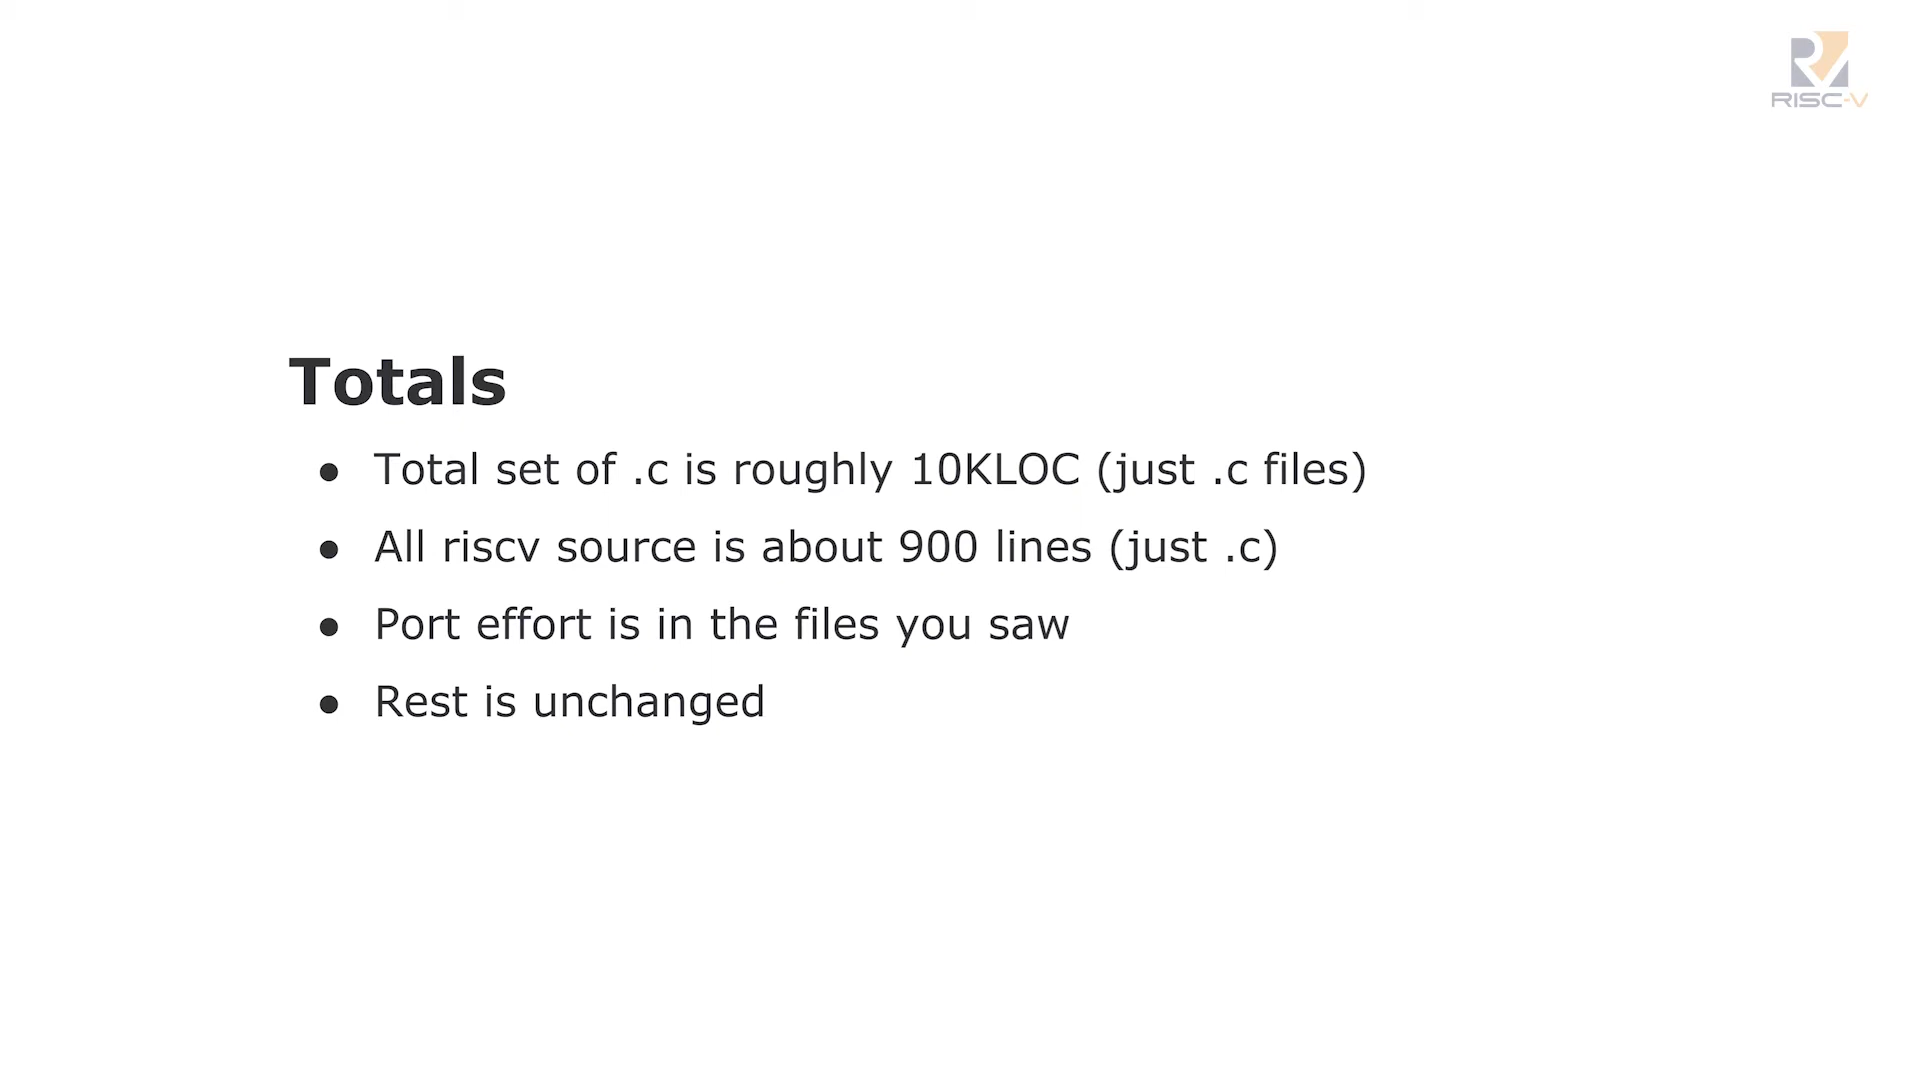 RISC-V
Totals
● Total set of .c is roughly 10KLOC (just .c files)
● All riscv source is about 900 lines (just .c)
● Port effort is in the files you saw
● Rest is unchanged